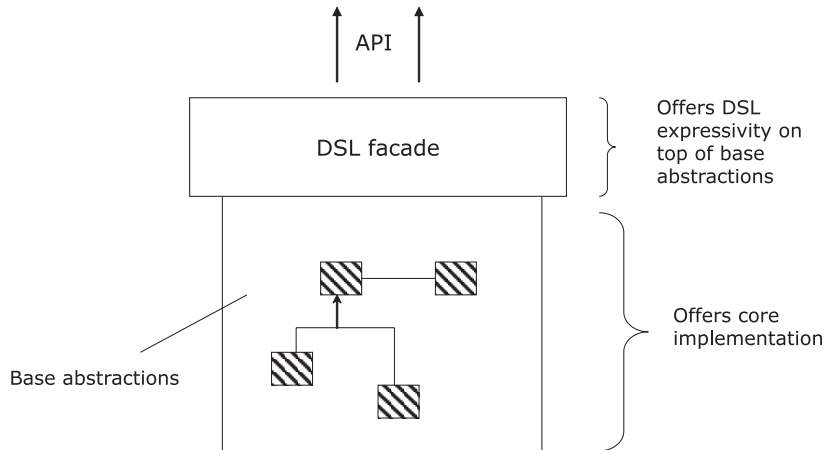 API
DSL facade
Offers DSL
expressivity on
top of base
abstractions
Offers core
implementation
Base abstractions